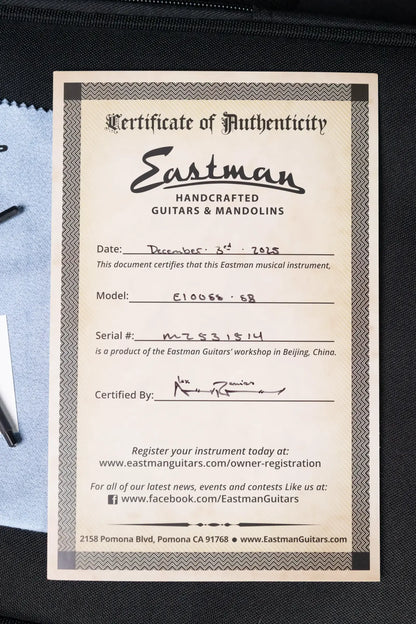 Certificate of Authenticity
Eastman
HANDCRAFTED
GUITARS & MANDOLINS
Date: December · 3rd · 2025
This document certifies that this Eastman musical instrument,
Model: E10OSS · SB
Serial #: M2531514
is a product of the Eastman Guitars' workshop in Beijing, China.
Certified By:
Register your instrument today at:
www.eastmanguitars.com/owner-registration
For all of our latest news, events and contests Like us at:
www.facebook.com/EastmanGuitars
2158 Pomona Blvd, Pomona CA 91768 ● www.EastmanGuitars.com